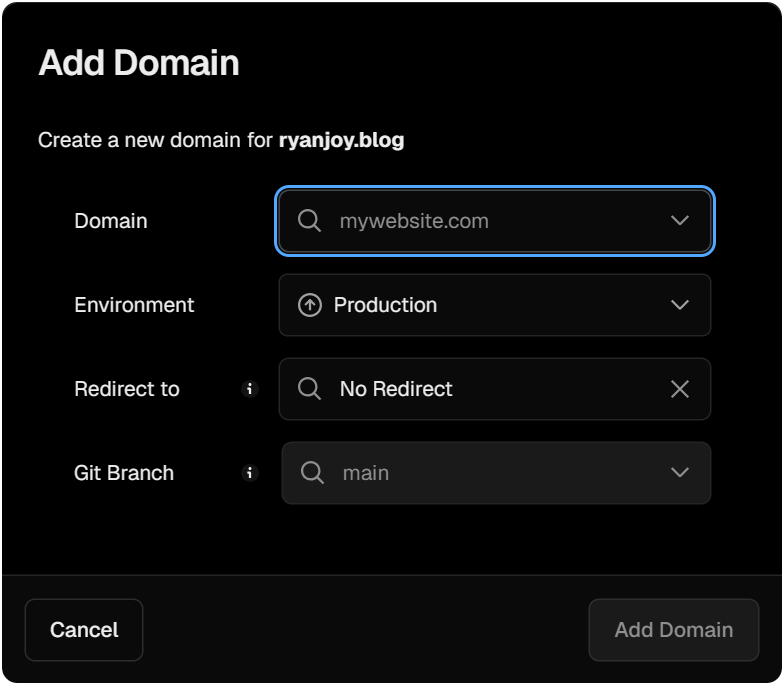 Add Domain
Create a new domain for ryanjoy.blog
Domain mywebsite.com
Environment Production
Redirect to i No Redirect
Git Branch i main
Cancel Add Domain